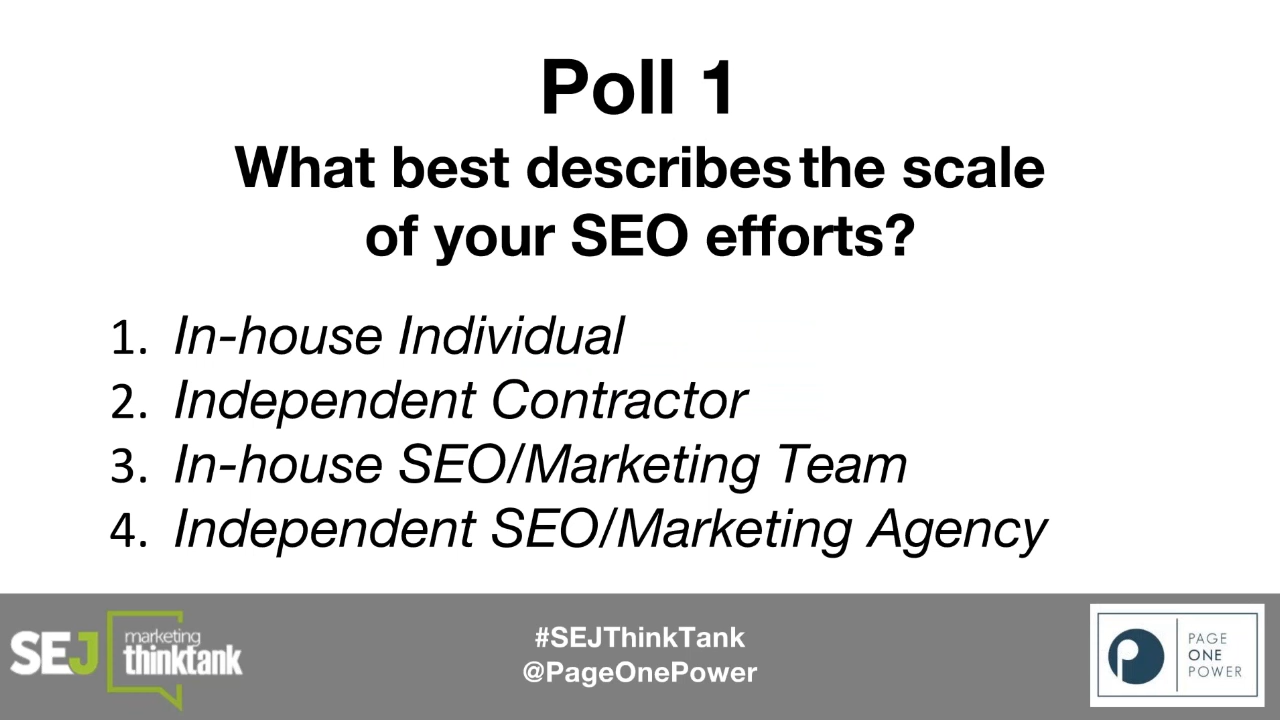 Poll 1
What best describes the scale
of your SEO efforts?
1. In-house Individual
2. Independent Contractor
3. In-house SEO/Marketing Team
4. Independent SEO/Marketing Agency
SEJ marketing
thinktank
#SEJThinkTank
@PageOnePower
P
PAGE
ONE
POWER